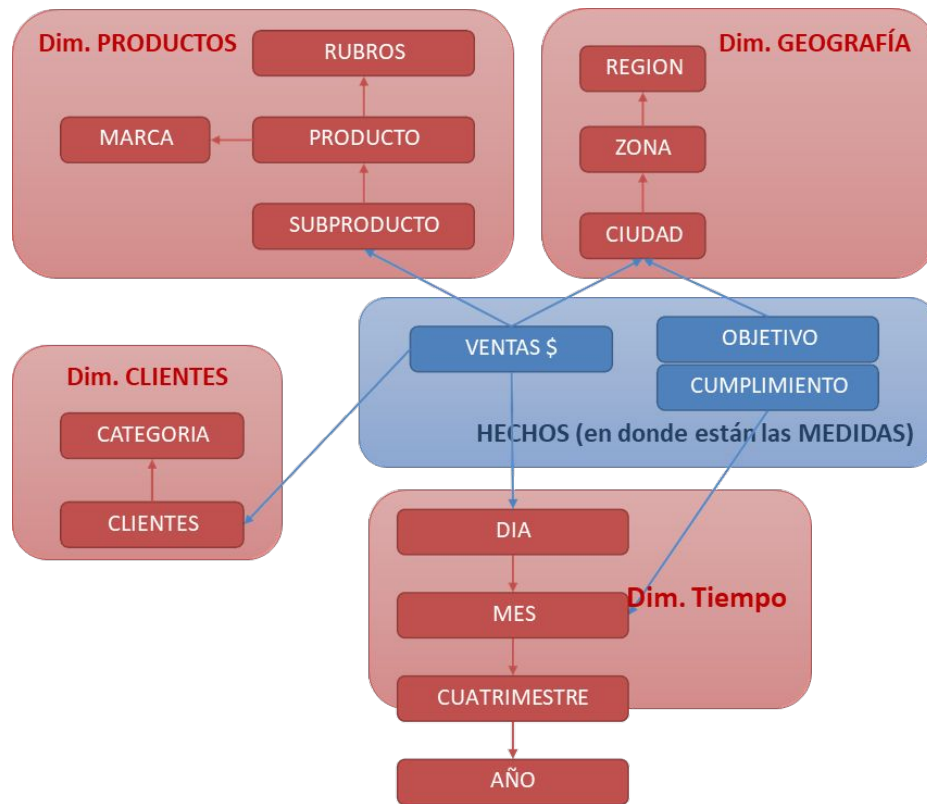 Dim. PRODUCTOS
RUBROS
MARCA
PRODUCTO
SUBPRODUCTO
Dim. GEOGRAFÍA
REGION
ZONA
CIUDAD
VENTAS $
OBJETIVO
CUMPLIMIENTO
HECHOS (en donde están las MEDIDAS)
Dim. CLIENTES
CATEGORIA
CLIENTES
DIA
MES
Dim. Tiempo
CUATRIMESTRE
AÑO